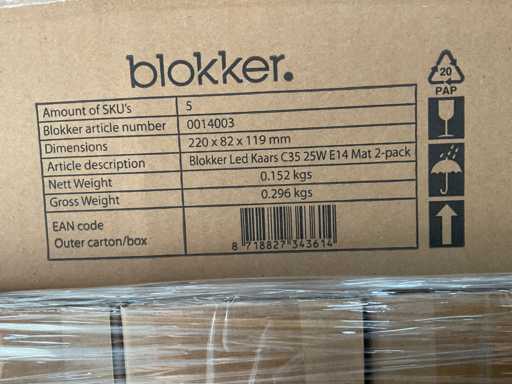 blokker.
Amount of SKU's 5
Blokker article number 0014003
Dimensions 220 x 82 x 119 mm
Article description Blokker Led Kaars C35 25W E14 Mat 2-pack
Nett Weight 0.152 kgs
Gross Weight 0.296 kgs
EAN code
Outer carton/box
8 718827 343614
20
PAP